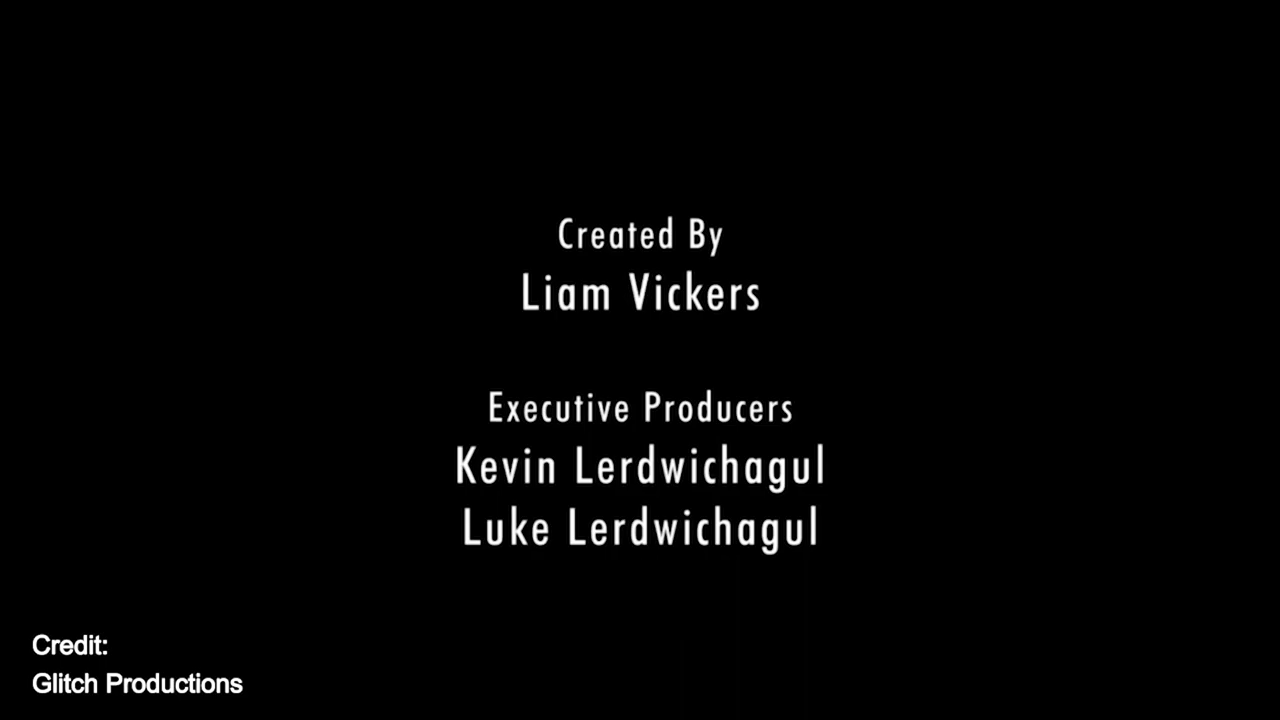 Created By
Liam Vickers
Executive Producers
Kevin Lerdwichagul
Luke Lerdwichagul
Credit:
Glitch Productions